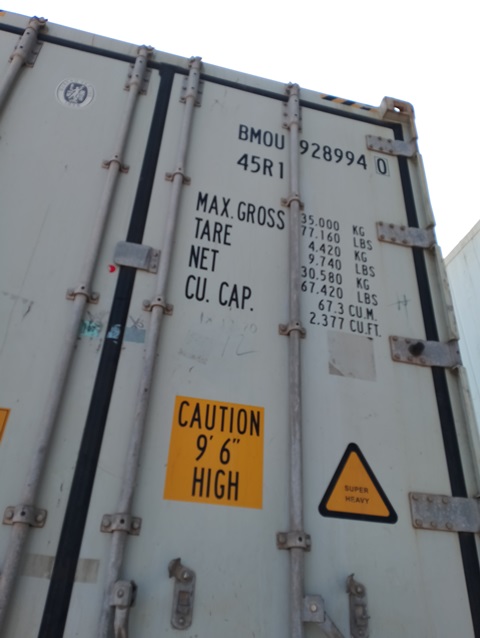 BMOU 928994 0
45R1
MAX. GROSS 35.000 KG
77.160 LBS
TARE 4.420 KG
9.740 LBS
NET 30.580 KG
67.420 LBS
CU. CAP. 67.3 CU.M.
2.377 CU.FT.
CAUTION
9' 6"
HIGH
SUPER
HEAVY